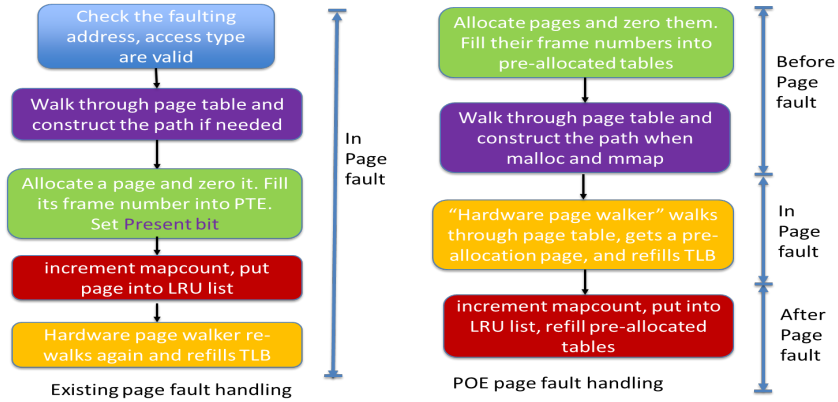 Check the faulting
address, access type
are valid
Walk through page table and
construct the path if needed
Allocate a page and zero it. Fill
its frame number into PTE.
Set Present bit
increment mapcount, put
page into LRU list
Hardware page walker re-
walks again and refills TLB
In
Page
fault
Existing page fault handling
Allocate pages and zero them.
Fill their frame numbers into
pre-allocated tables
Walk through page table and
construct the path when
malloc and mmap
“Hardware page walker” walks
through page table, gets a pre-
allocation page, and refills TLB
increment mapcount, put into
LRU list, refill pre-allocated
tables
Before
Page
fault
In
Page
fault
After
Page
fault
POE page fault handling